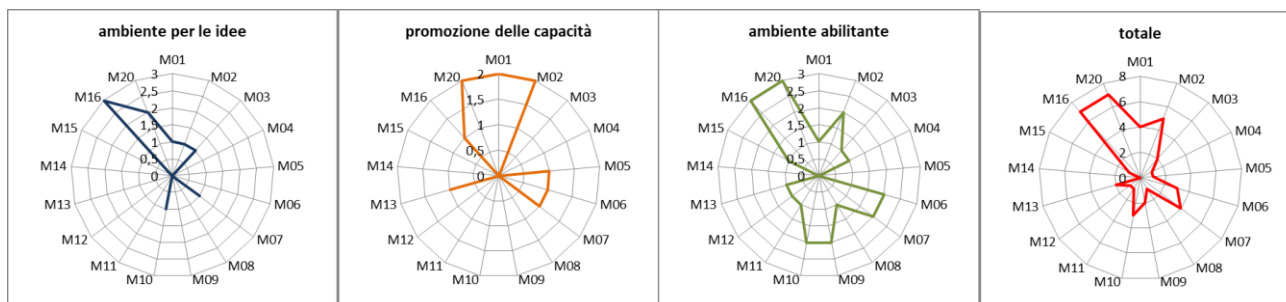 ambiente per le idee
M01
M02
M03
M04
M05
M06
M07
M08
M09
M10
M11
M12
M13
M14
M15
M16
M20
3
2,5
2
1,5
1
0,5
0
promozione delle capacità
M01
M02
M03
M04
M05
M06
M07
M08
M09
M10
M11
M12
M13
M14
M15
M16
M20
2
1,5
1
0,5
0
ambiente abilitante
M01
M02
M03
M04
M05
M06
M07
M08
M09
M10
M11
M12
M13
M14
M15
M16
M20
3
2,5
2
1,5
1
0,5
0
totale
M01
M02
M03
M04
M05
M06
M07
M08
M09
M10
M11
M12
M13
M14
M15
M16
M20
8
6
4
2
0